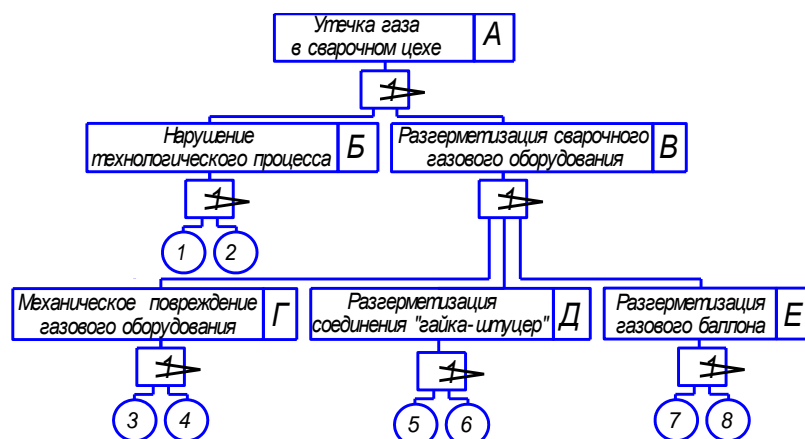 Утечка газа
в сварочном цехе
А
1
Нарушение
технологического процесса
Б
Разгерметизация сварочного
газового оборудования
В
1
1
1
2
Механическое повреждение
газового оборудования
Г
Разгерметизация
соединения "гайка-штуцер"
Д
Разгерметизация
газового баллона
Е
1
1
1
3
4
5
6
7
8